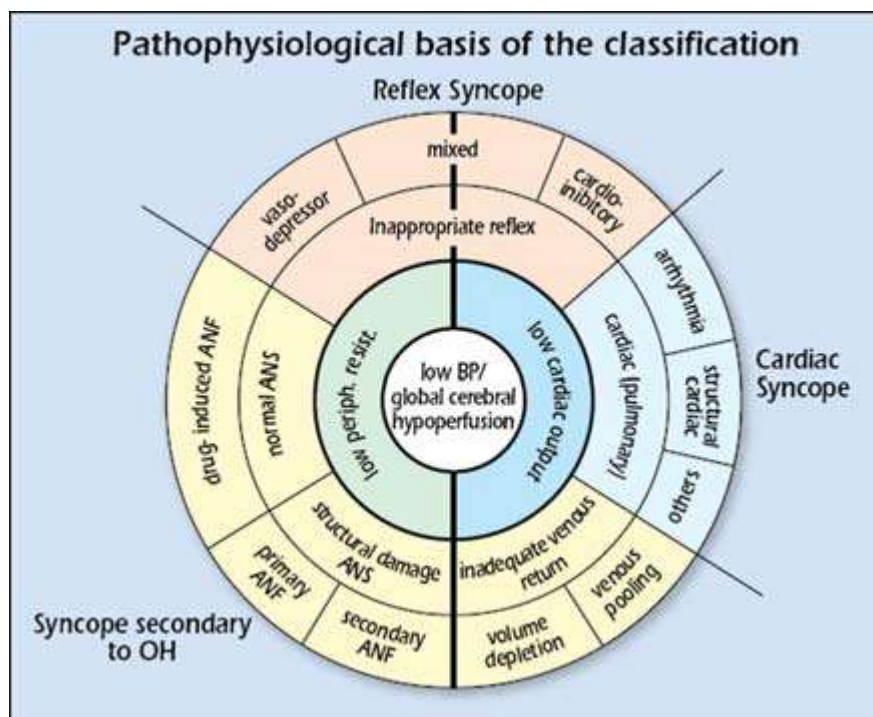 Pathophysiological basis of the classification
Reflex Syncope
mixed
vaso-
depressor
cardio-
inibitory
Inappropriate reflex
arrhythmia
drug- induced ANF
normal ANS
low periph. resist.
low BP/
global cerebral
hypoperfusion
low cardiac output
cardiac (pulmonary)
structural
cardiac
Cardiac
Syncope
others
structural damage
ANS
inadequate venous
return
primary
ANF
secondary
ANF
volume
depletion
venous
pooling
Syncope secondary
to OH